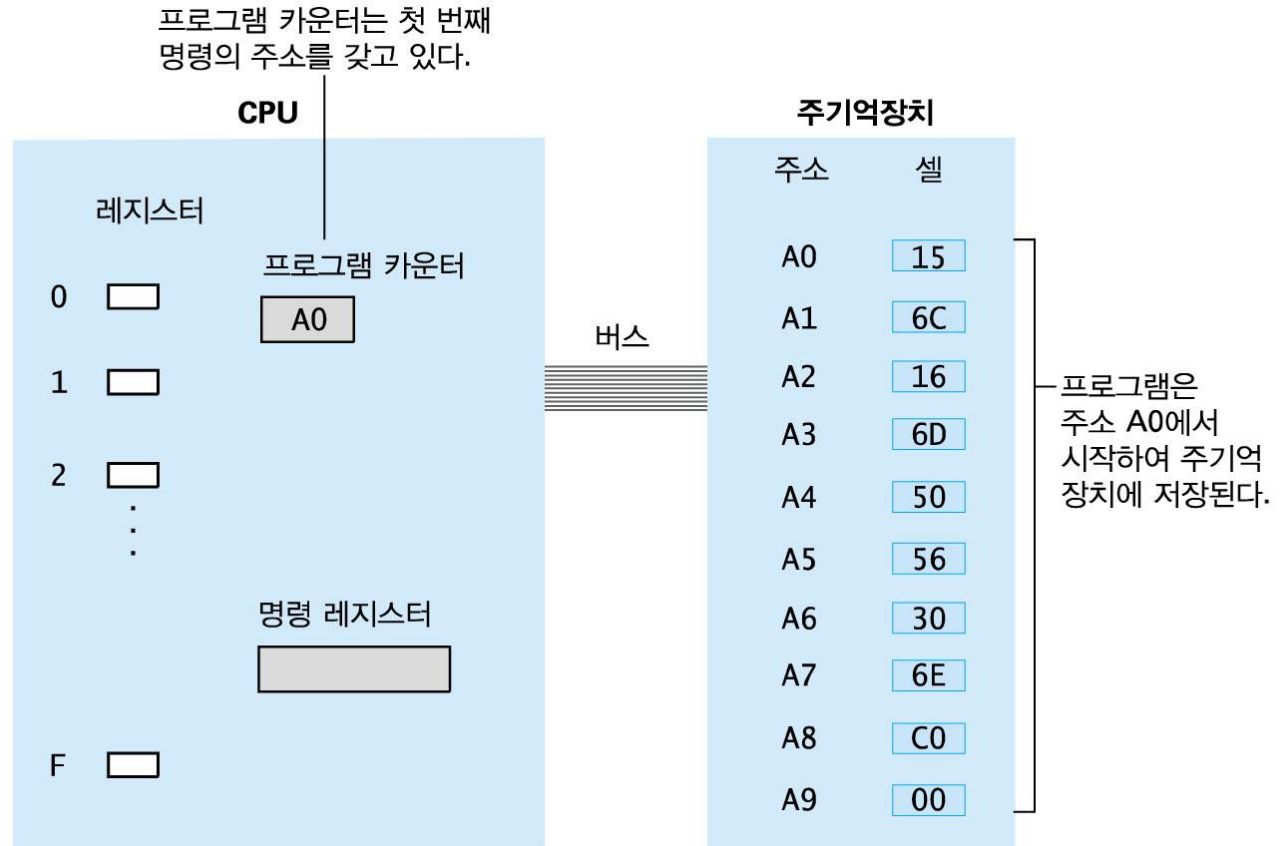 프로그램 카운터는 첫 번째
명령의 주소를 갖고 있다.
CPU
레지스터
프로그램 카운터
0
A0
1
2
명령 레지스터
F
버스
주기억장치
주소 셀
A0 15
A1 6C
A2 16
A3 6D
A4 50
A5 56
A6 30
A7 6E
A8 C0
A9 00
프로그램은
주소 A0에서
시작하여 주기억
장치에 저장된다.